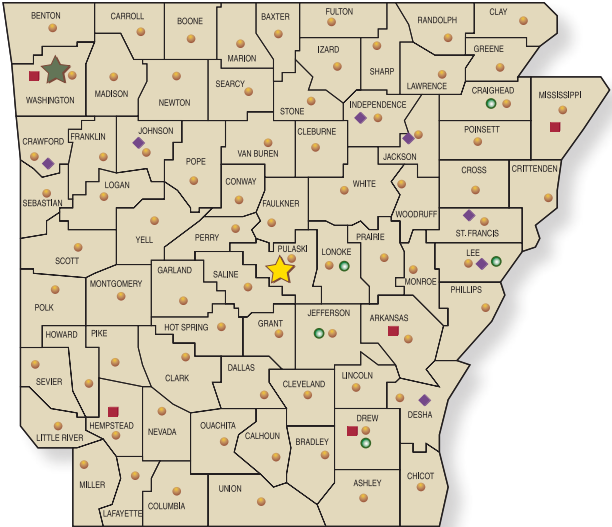 BENTON
CARROLL
BOONE
BAXTER
FULTON
RANDOLPH
CLAY
MARION
IZARD
SHARP
GREENE
LAWRENCE
WASHINGTON
MADISON
NEWTON
SEARCY
STONE
INDEPENDENCE
CRAIGHEAD
MISSISSIPPI
CRAWFORD
FRANKLIN
JOHNSON
POPE
VAN BUREN
CLEBURNE
JACKSON
POINSETT
SEBASTIAN
LOGAN
CONWAY
WHITE
CROSS
CRITTENDEN
FAULKNER
WOODRUFF
ST. FRANCIS
YELL
PERRY
SCOTT
PULASKI
LONOKE
PRAIRIE
LEE
MONTGOMERY
GARLAND
SALINE
MONROE
PHILLIPS
POLK
HOT SPRING
GRANT
JEFFERSON
ARKANSAS
HOWARD
PIKE
SEVIER
CLARK
DALLAS
CLEVELAND
LINCOLN
DESHA
LITTLE RIVER
HEMPSTEAD
NEVADA
OUACHITA
CALHOUN
BRADLEY
DREW
MILLER
LAFAYETTE
COLUMBIA
UNION
ASHLEY
CHICOT